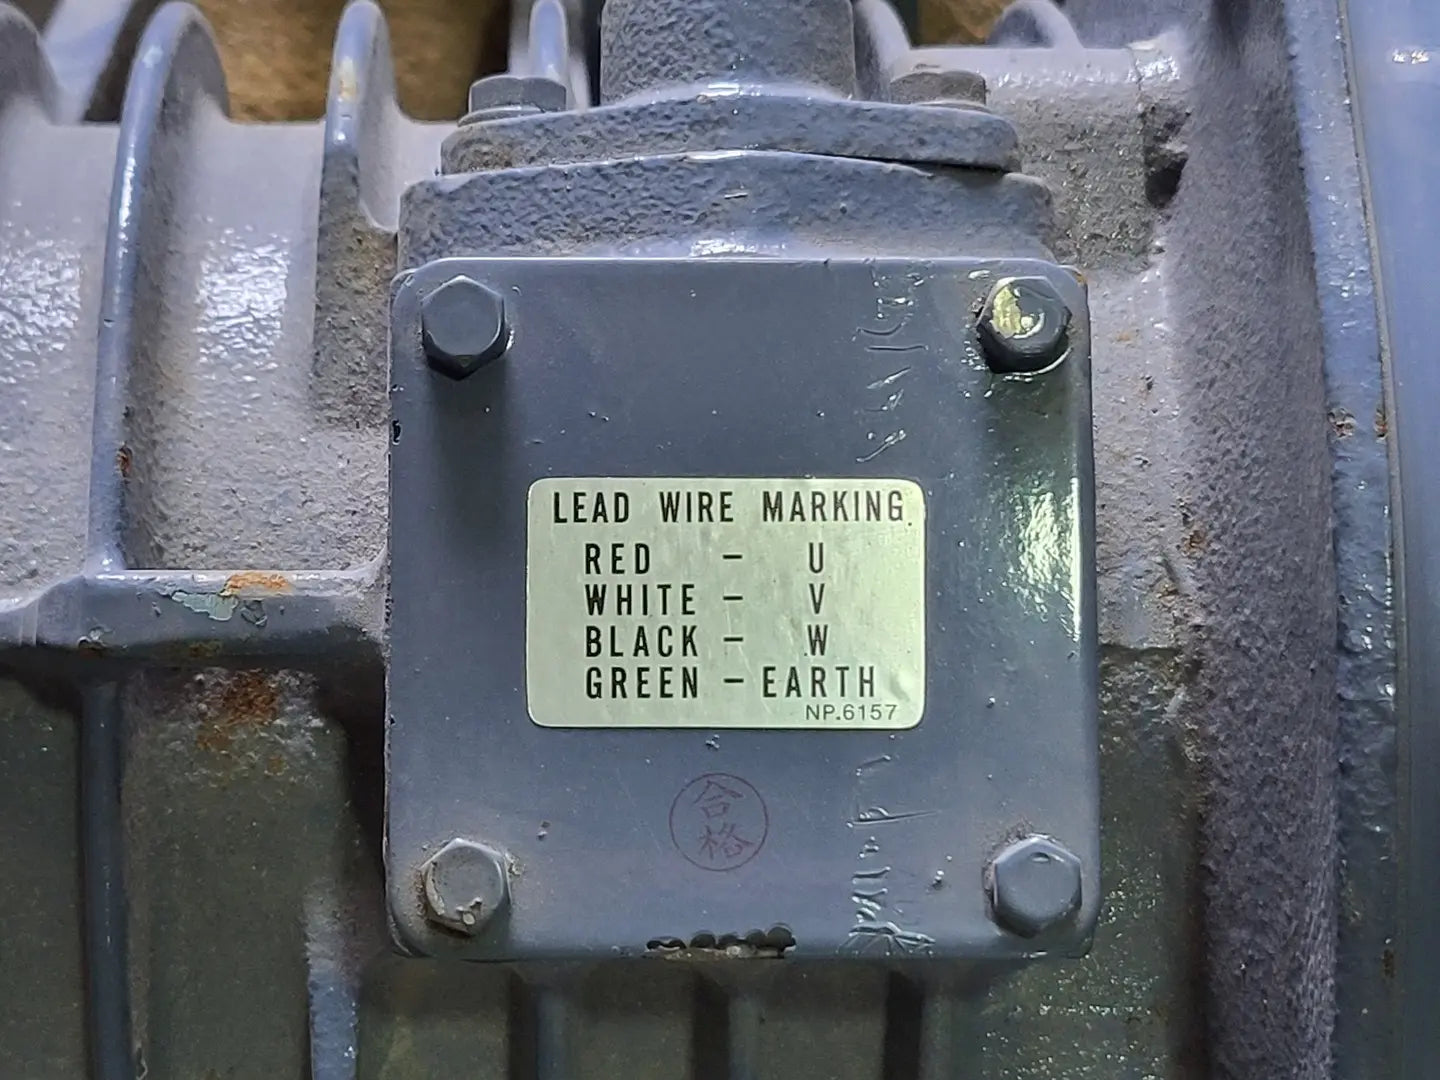 LEAD WIRE MARKING
RED - U
WHITE - V
BLACK - W
GREEN - EARTH
NP.6157
合格